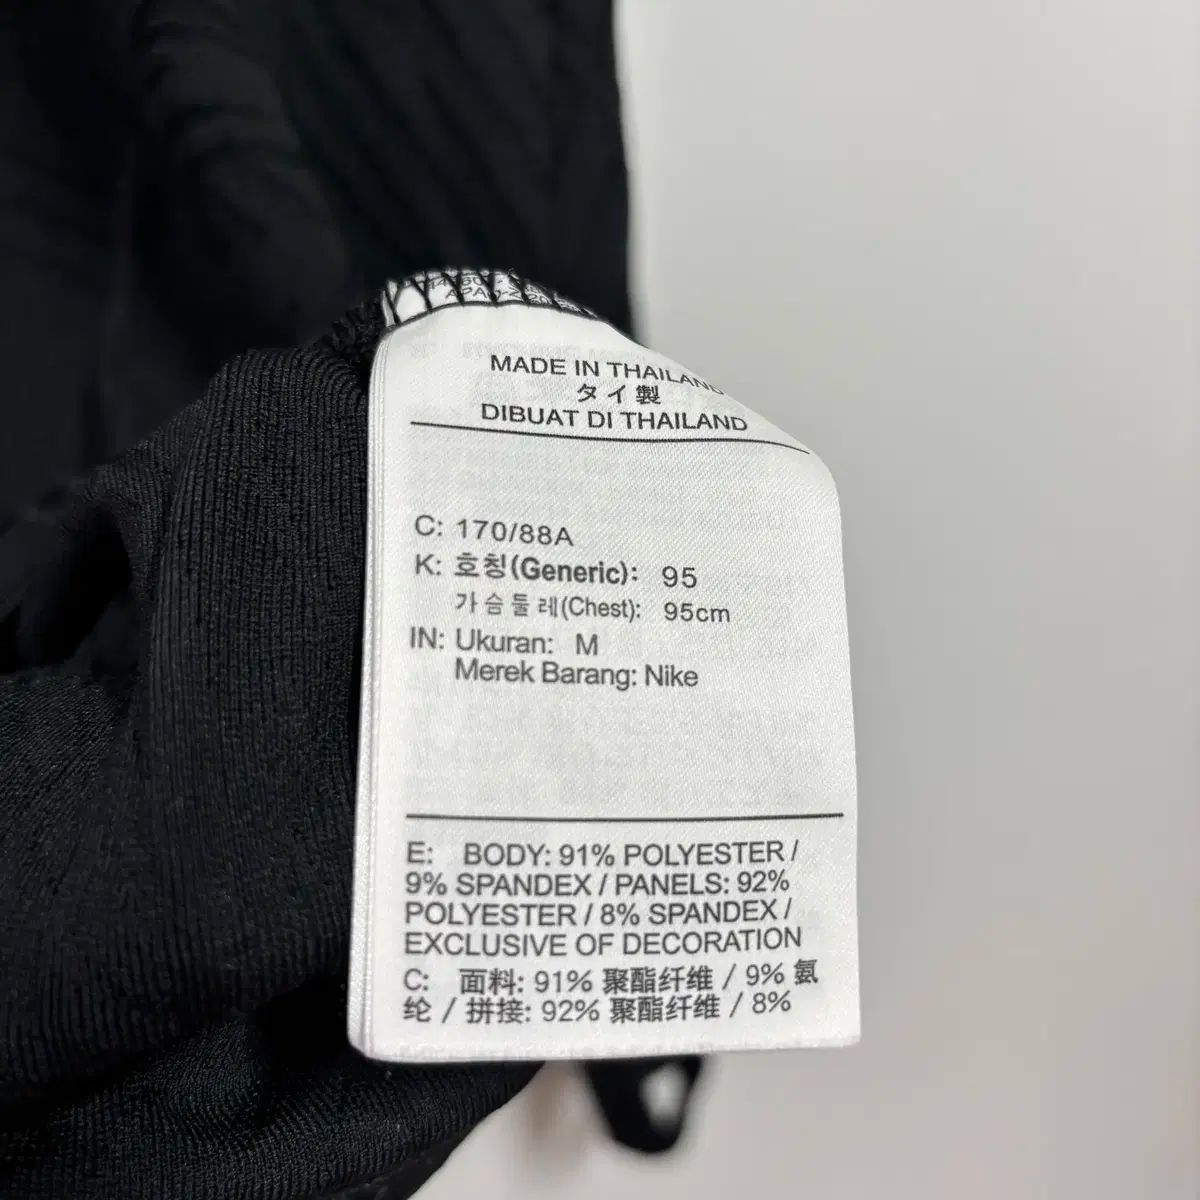 MADE IN THAILAND
タイ製
DIBUAT DI THAILAND
C: 170/88A
K: 호칭(Generic): 95
가슴둘레(Chest): 95cm
IN: Ukuran: M
Merek Barang: Nike
E: BODY: 91% POLYESTER /
9% SPANDEX / PANELS: 92%
POLYESTER / 8% SPANDEX /
EXCLUSIVE OF DECORATION
C: 面料: 91% 聚酯纤维 / 9% 氨
纶 / 拼接: 92% 聚酯纤维 / 8%